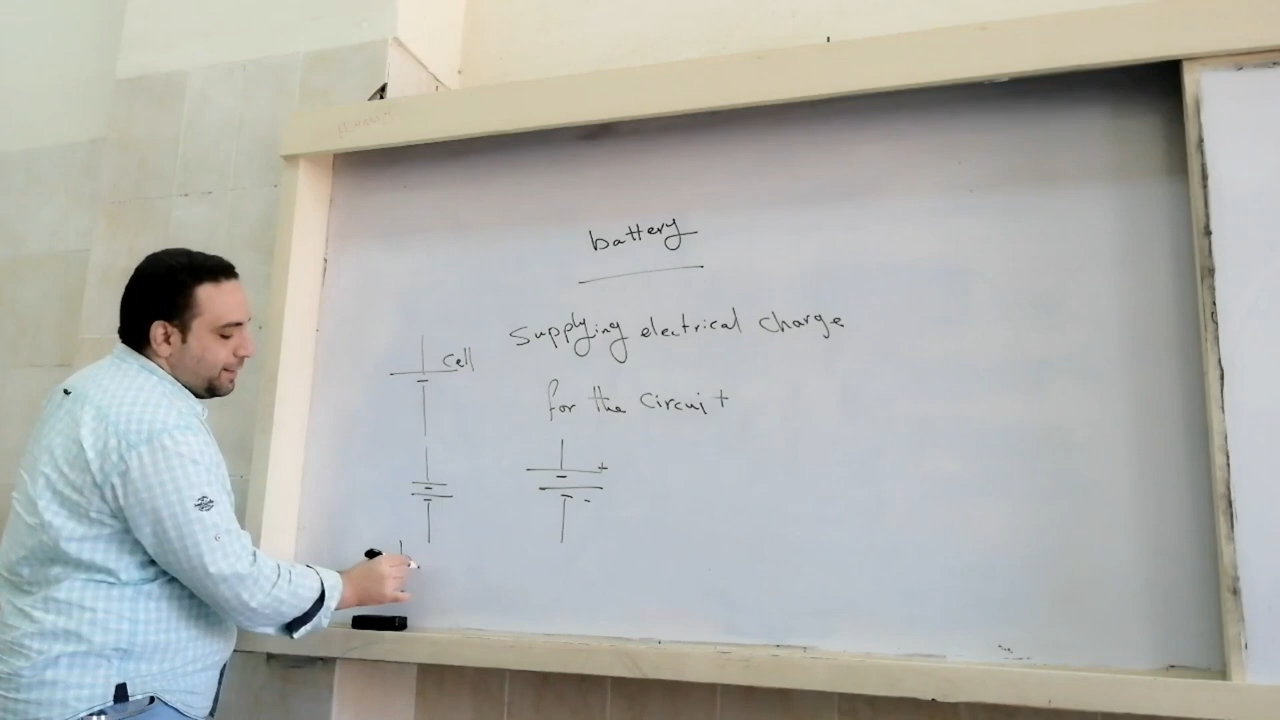 battery
Supplying electrical charge
Cell
for the circuit
+
-